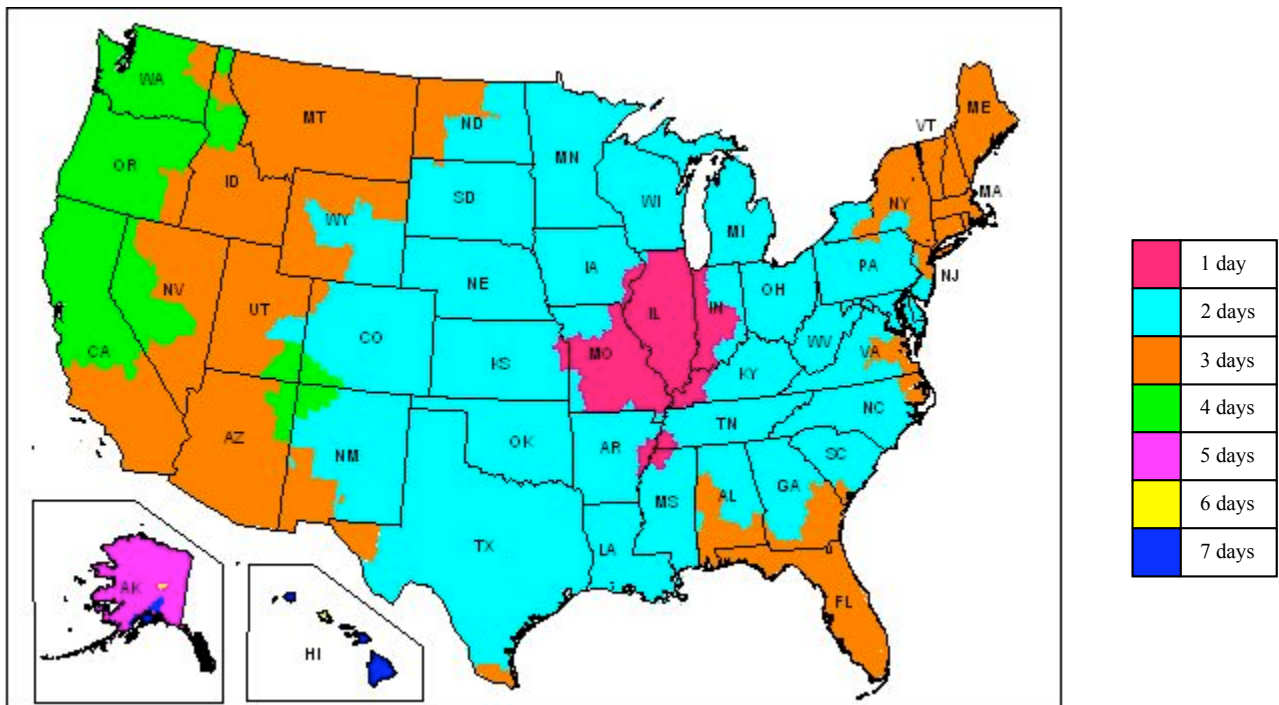 WA
MT
ND
MN
ME
VT
OR
ID
SD
WI
MI
NY
MA
WY
IA
NE
PA
NJ
NV
UT
CO
KS
MO
IL
IN
OH
WV
VA
KY
CA
AZ
NM
OK
AR
TN
NC
SC
TX
LA
MS
AL
GA
FL
AK
HI
1 day
2 days
3 days
4 days
5 days
6 days
7 days